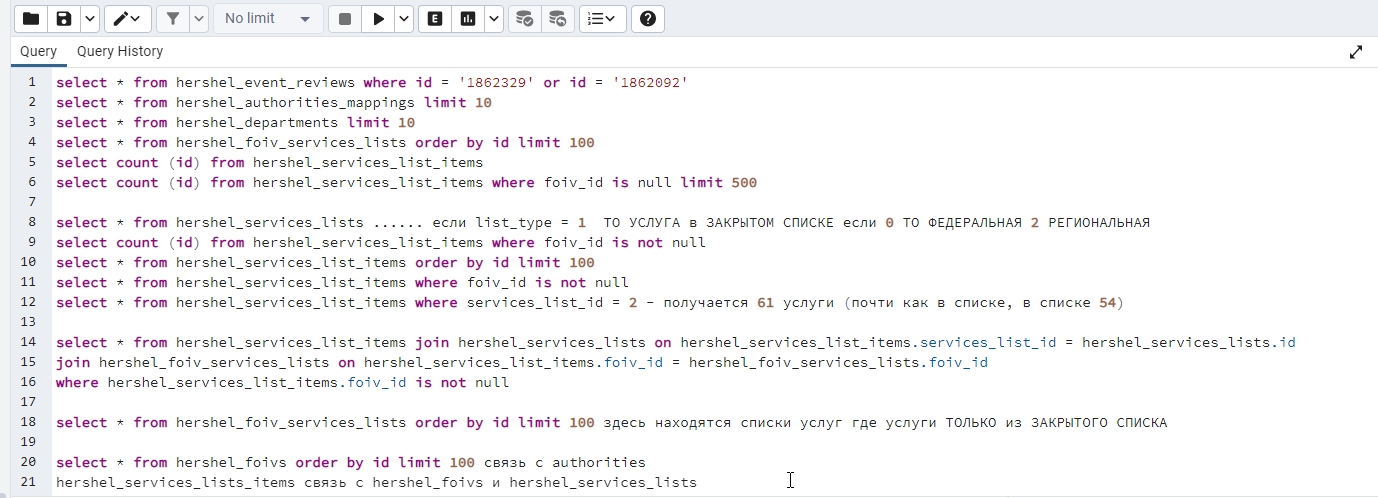 No limit
Query Query History
1 select * from hershel_event_reviews where id = '1862329' or id = '1862092'
2 select * from hershel_authorities_mappings limit 10
3 select * from hershel_departments limit 10
4 select * from hershel_foiv_services_lists order by id limit 100
5 select count (id) from hershel_services_list_items
6 select count (id) from hershel_services_list_items where foiv_id is null limit 500
7
8 select * from hershel_services_lists ...... если list_type = 1  ТО УСЛУГА в ЗАКРЫТОМ СПИСКЕ если 0 ТО ФЕДЕРАЛЬНАЯ 2 РЕГИОНАЛЬНАЯ
9 select count (id) from hershel_services_list_items where foiv_id is not null
10 select * from hershel_services_list_items order by id limit 100
11 select * from hershel_services_list_items where foiv_id is not null
12 select * from hershel_services_list_items where services_list_id = 2 - получается 61 услуги (почти как в списке, в списке 54)
13
14 select * from hershel_services_list_items join hershel_services_lists on hershel_services_list_items.services_list_id = hershel_services_lists.id
15 join hershel_foiv_services_lists on hershel_services_list_items.foiv_id = hershel_foiv_services_lists.foiv_id
16 where hershel_services_list_items.foiv_id is not null
17
18 select * from hershel_foiv_services_lists order by id limit 100 здесь находятся списки услуг где услуги ТОЛЬКО из ЗАКРЫТОГО СПИСКА
19
20 select * from hershel_foivs order by id limit 100 связь с authorities
21 hershel_services_lists_items связь с hershel_foivs и hershel_services_lists